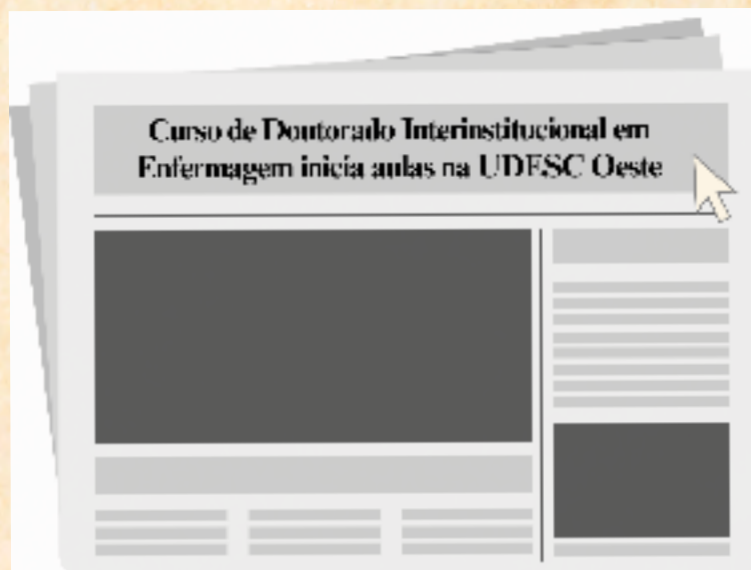 Curso de Doutorado Interinstitucional em
Enfermagem inicia aulas na UDESC Oeste